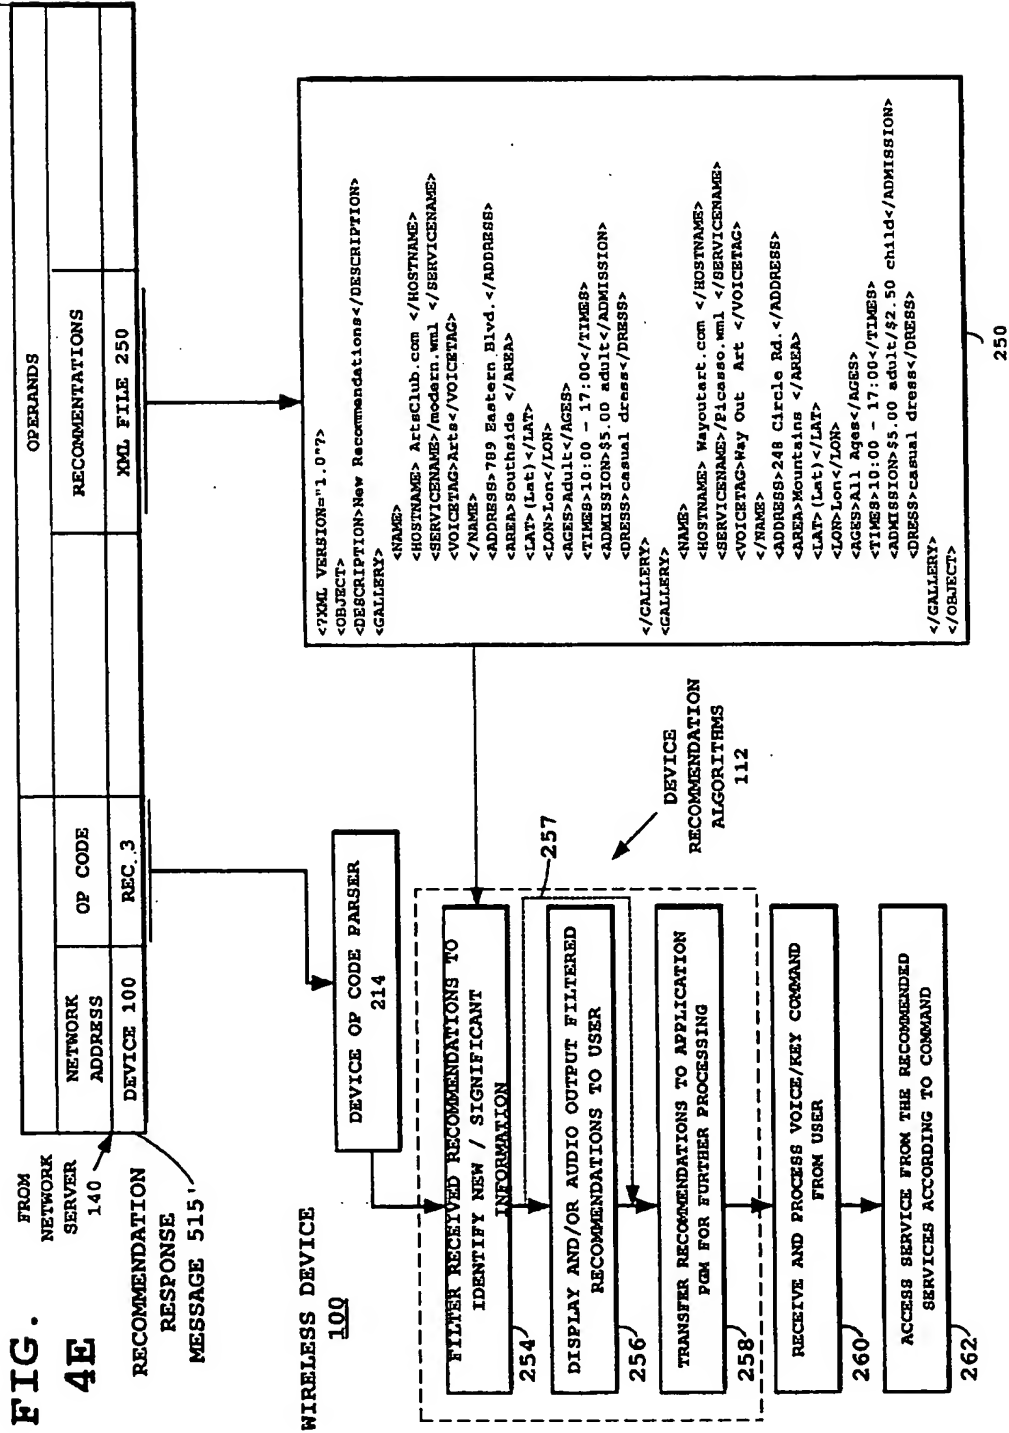 FIG. 4E
FROM
NETWORK
SERVER
140
RECOMMENDATION
RESPONSE
MESSAGE 515'
OPERANDS
NETWORK
ADDRESS
OP CODE
RECOMMENTATIONS
DEVICE 100
REC_3
XML FILE 250
WIRELESS DEVICE
100
DEVICE OP CODE PARSER
214
FILTER RECEIVED RECOMMENDATIONS TO
IDENTIFY NEW / SIGNIFICANT
INFORMATION
254
DISPLAY AND/OR AUDIO OUTPUT FILTERED
RECOMMENDATIONS TO USER
256
257
TRANSFER RECOMMENDATIONS TO APPLICATION
PGM FOR FURTHER PROCESSING
258
RECEIVE AND PROCESS VOICE/KEY COMMAND
FROM USER
260
ACCESS SERVICE FROM THE RECOMMENDED
SERVICES ACCORDING TO COMMAND
262
DEVICE
RECOMMENDATION
ALGORITHMS
112
<?XML VERSION="1.0"?>
<OBJECT>
<DESCRIPTION>New Recommendations</DESCRIPTION>
<GALLERY>
<NAME>
<HOSTNAME> ArtsClub.com </HOSTNAME>
<SERVICENAME>/modern.wml </SERVICENAME>
<VOICETAG>Arts</VOICETAG>
</NAME>
<ADDRESS>789 Eastern Blvd.</ADDRESS>
<AREA>Southside </AREA>
<LAT>(Lat)</LAT>
<LON>Lon</LON>
<AGES>Adult</AGES>
<TIMES>10:00 - 17:00</TIMES>
<ADMISSION>$5.00 adult</ADMISSION>
<DRESS>casual dress</DRESS>
</GALLERY>
<GALLERY>
<NAME>
<HOSTNAME> Wayoutart.com </HOSTNAME>
<SERVICENAME>/Picasso.wml </SERVICENAME>
<VOICETAG>Way Out Art </VOICETAG>
</NAME>
<ADDRESS>248 Circle Rd.</ADDRESS>
<AREA>Mountains </AREA>
<LAT>(Lat)</LAT>
<LON>Lon</LON>
<AGES>All Ages</AGES>
<TIMES>10:00 - 17:00</TIMES>
<ADMISSION>$5.00 adult/$2.50 child</ADMISSION>
<DRESS>casual dress</DRESS>
</GALLERY>
</OBJECT>
250